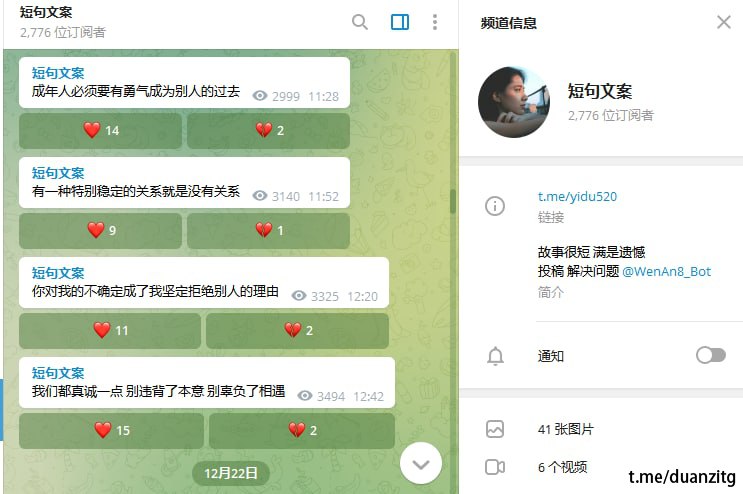 短句文案
2,776 位订阅者
短句文案
成年人必须要有勇气成为别人的过去 2999 11:28
14 2
短句文案
有一种特别稳定的关系就是没有关系 3140 11:52
9 1
短句文案
你对我的不确定成了我坚定拒绝别人的理由 3325 12:20
11 2
短句文案
我们都真诚一点 别违背了本意 别辜负了相遇 3494 12:42
15 2
12月22日
频道信息
短句文案
2,776 位订阅者
t.me/yidu520
链接
故事很短 满是遗憾
投稿 解决问题 @WenAn8_Bot
简介
通知
41 张图片
6 个视频
t.me/duanzitg